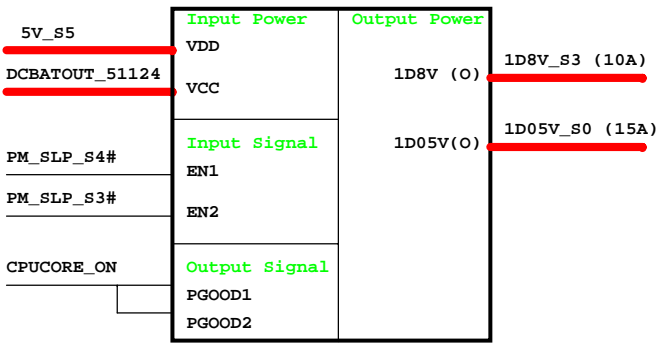 Input Power
Output Power
5V_S5
VDD
DCBATOUT_51124
VCC
1D8V (O)
1D8V_S3 (10A)
Input Signal
1D05V(O)
1D05V_S0 (15A)
PM_SLP_S4#
EN1
PM_SLP_S3#
EN2
CPUCORE_ON
Output Signal
PGOOD1
PGOOD2